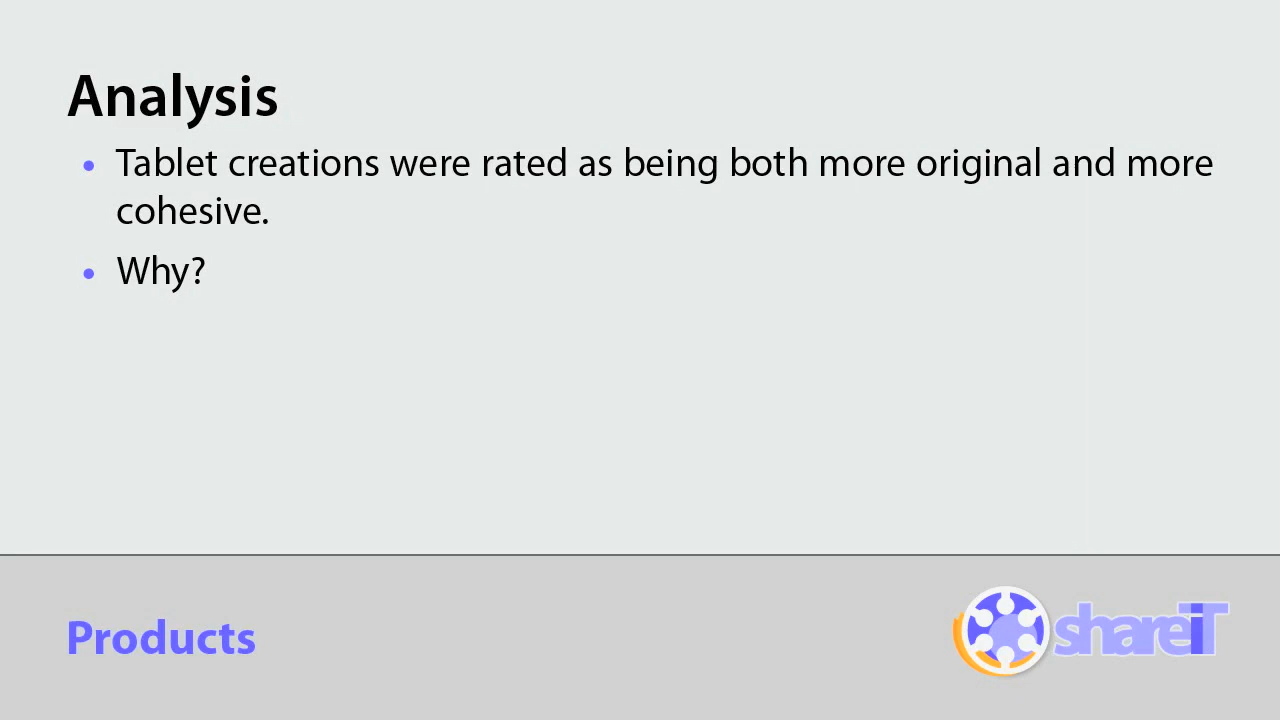 Analysis
• Tablet creations were rated as being both more original and more
cohesive.
• Why?
Products
shareiT